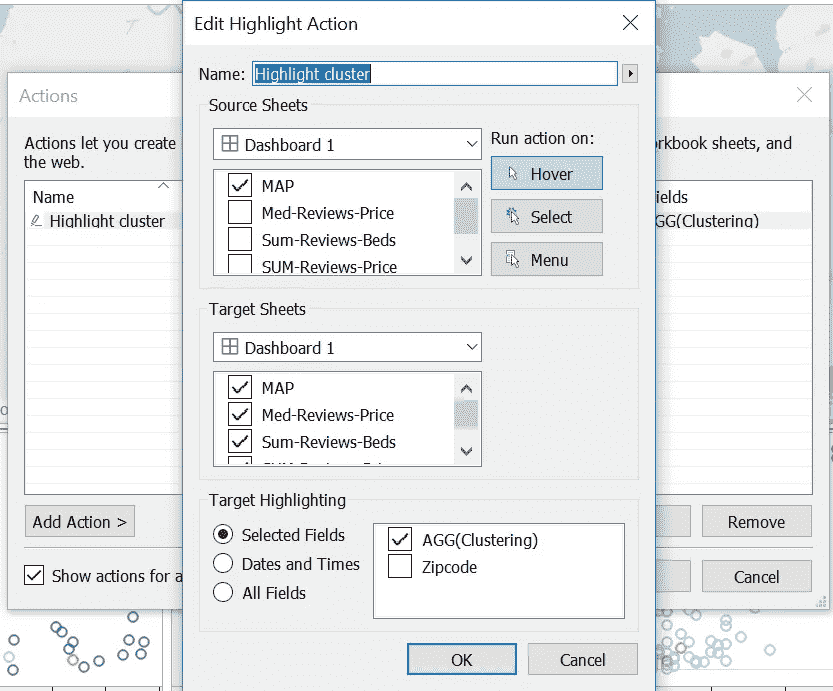 Edit Highlight Action
Name: Highlight cluster
Source Sheets
Dashboard 1
MAP
Med-Reviews-Price
Sum-Reviews-Beds
SUM-Reviews-Price
Run action on:
Hover
Select
Menu
Target Sheets
Dashboard 1
MAP
Med-Reviews-Price
Sum-Reviews-Beds
Target Highlighting
Selected Fields
Dates and Times
All Fields
AGG(Clustering)
Zipcode
OK
Cancel
Actions
Actions let you create
the web.
rkbook sheets, and
Name
Highlight cluster
ields
GG(Clustering)
Add Action >
Remove
Show actions for a
Cancel